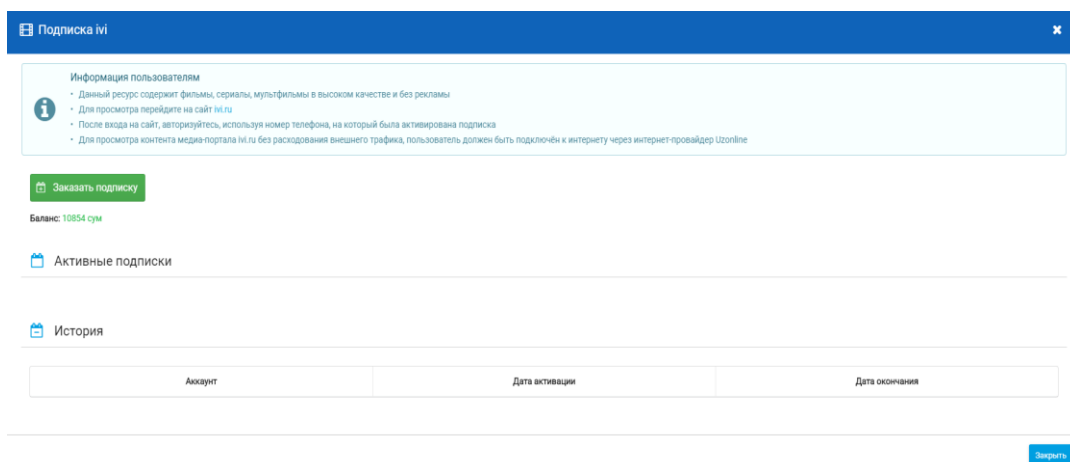 Подписка ivi
Информация пользователям
• Данный ресурс содержит фильмы, сериалы, мультфильмы в высоком качестве и без рекламы
• Для просмотра перейдите на сайт ivi.ru
• После входа на сайт, авторизуйтесь, используя номер телефона, на который была активирована подписка
• Для просмотра контента медиа-портала ivi.ru без расходования внешнего трафика, пользователь должен быть подключён к интернету через интернет-провайдер Uzonline
Заказать подписку
Баланс: 10854 сум
Активные подписки
История
Аккаунт Дата активации Дата окончания
Закрыть